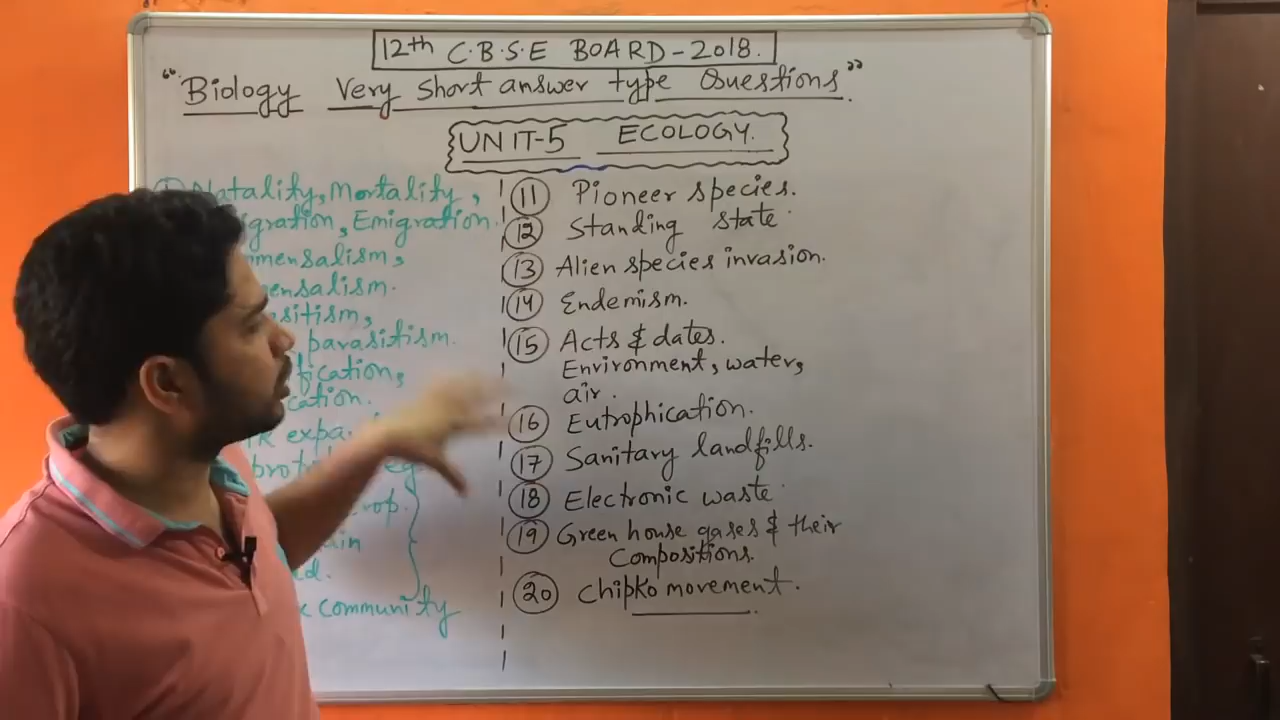 12th C.B.S.E BOARD-2018.
"Biology Very short answer type Questions".
UNIT-5 ECOLOGY.
Natality, Mortality,
Emigration.
parasitism.
community
11 Pioneer species.
12 Standing state.
13 Alien species invasion.
14 Endemism.
15 Acts & dates.
Environment, water,
air.
16 Eutrophication.
17 Sanitary landfills.
18 Electronic waste.
19 Green house gases & their
Compositions.
20 Chipko movement.